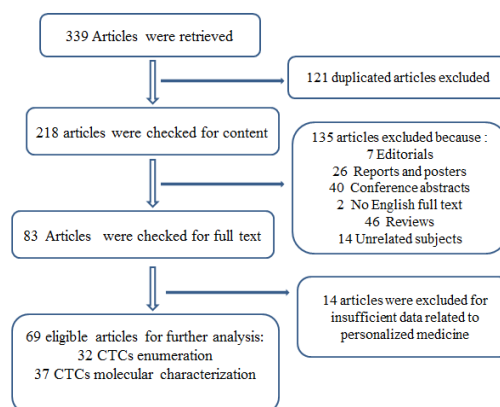 339 Articles were retrieved
121 duplicated articles excluded
218 articles were checked for content
135 articles excluded because :
7 Editorials
26 Reports and posters
40 Conference abstracts
2 No English full text
46 Reviews
14 Unrelated subjects
83 Articles were checked for full text
14 articles were excluded for
insufficient data related to
personalized medicine
69 eligible articles for further analysis:
32 CTCs enumeration
37 CTCs molecular characterization